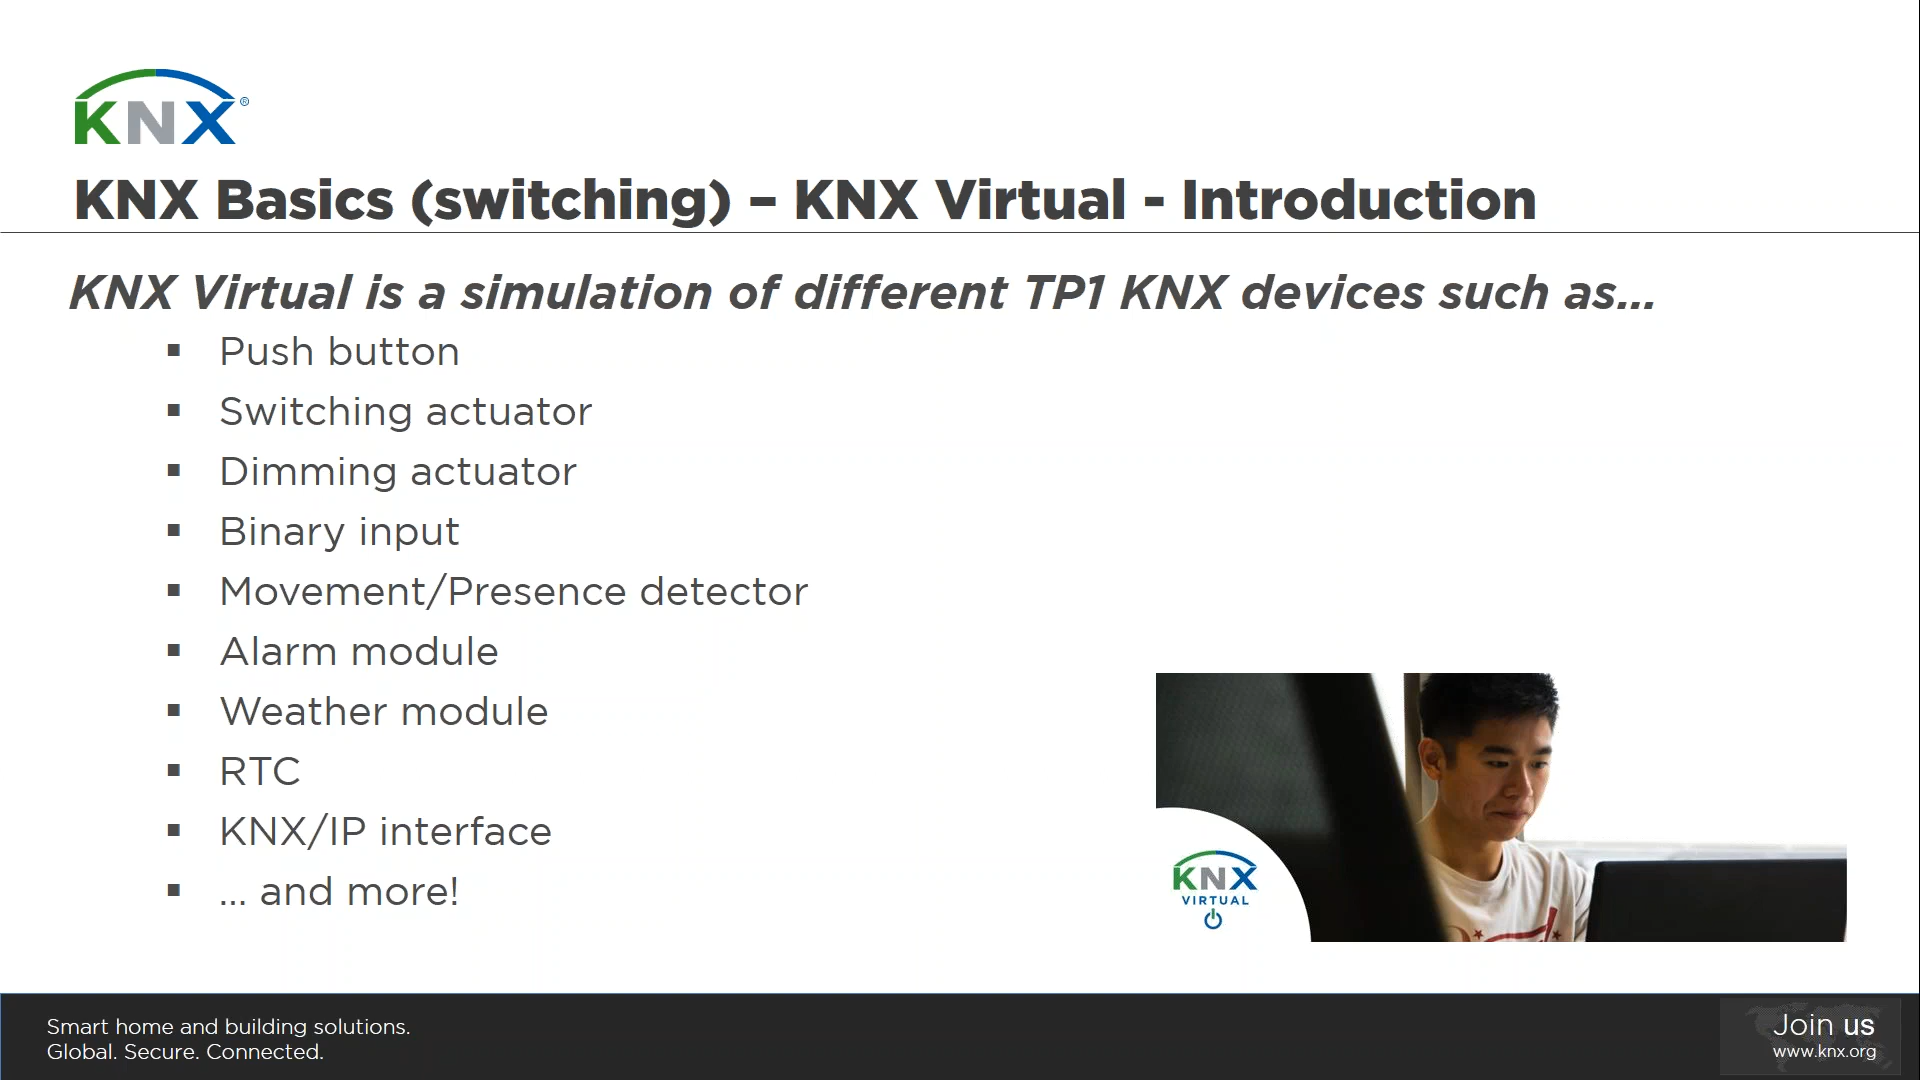 KNX®
KNX Basics (switching) – KNX Virtual - Introduction
KNX Virtual is a simulation of different TP1 KNX devices such as...
▪ Push button
▪ Switching actuator
▪ Dimming actuator
▪ Binary input
▪ Movement/Presence detector
▪ Alarm module
▪ Weather module
▪ RTC
▪ KNX/IP interface
▪ ... and more!
KNX
VIRTUAL
Smart home and building solutions.
Global. Secure. Connected.
Join us
www.knx.org